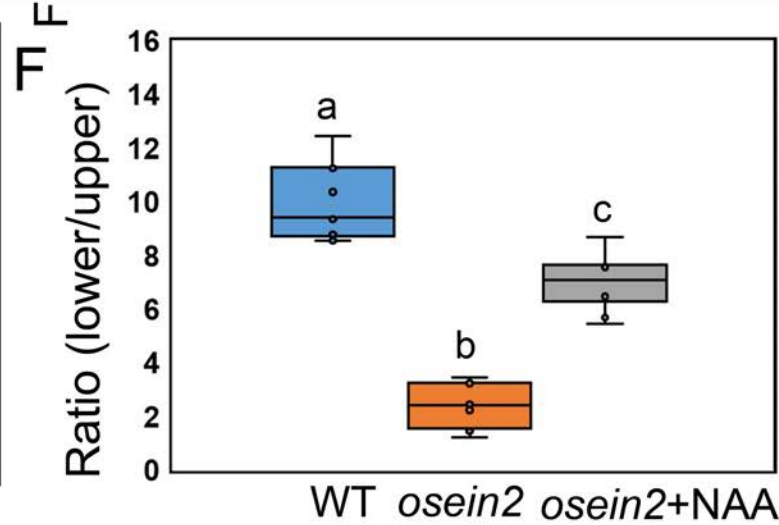 F
F
Ratio (lower/upper)
16
14
12
10
8
6
4
2
0
a
b
c
WT osein2 osein2+NAA